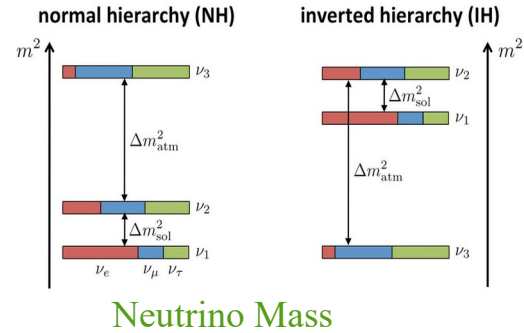 normal hierarchy (NH)
inverted hierarchy (IH)
m²
ν₃
Δm²atm
ν₂
Δm²sol
ν₁
νe νμ ντ
m²
ν₂
Δm²sol
ν₁
Δm²atm
ν₃
Neutrino Mass